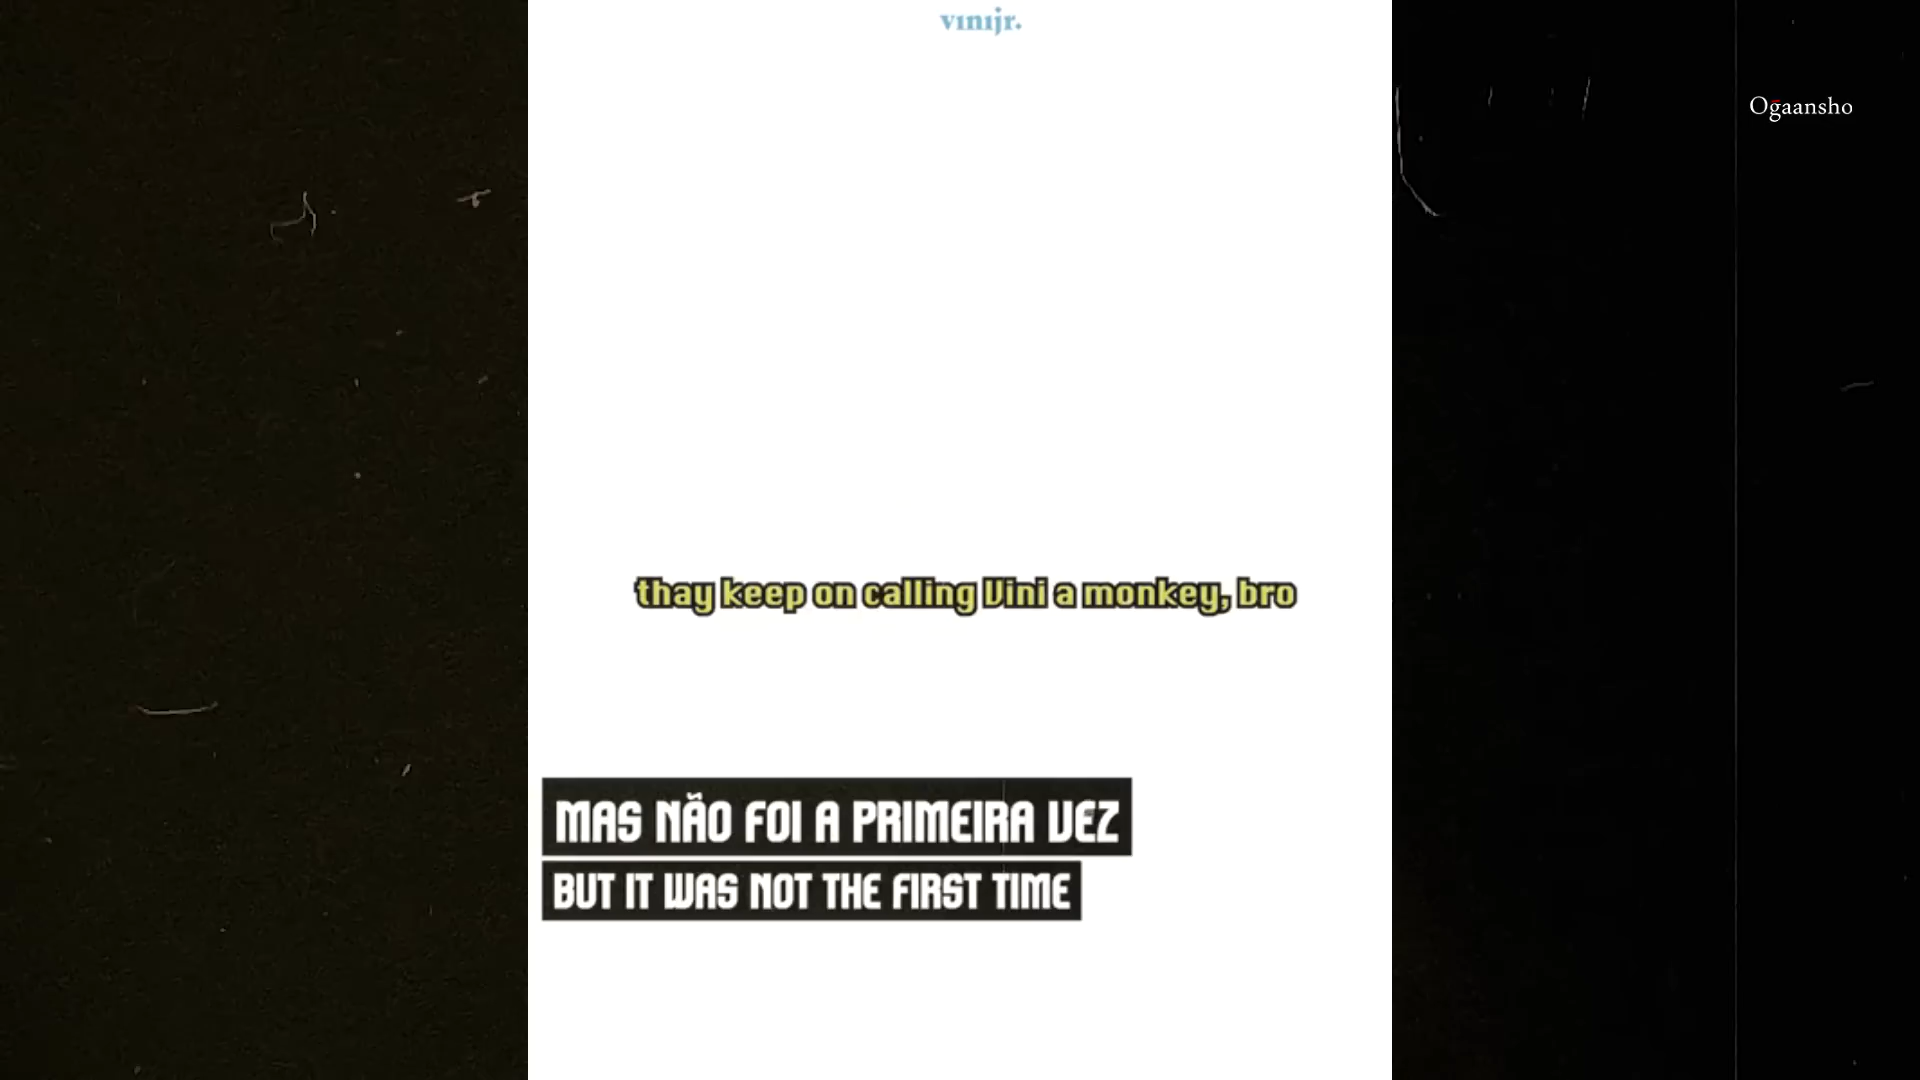 vinijr.
Ogaansho
thay keep on calling Vini a monkey, bro
MAS NÃO FOI A PRIMEIRA VEZ
BUT IT WAS NOT THE FIRST TIME